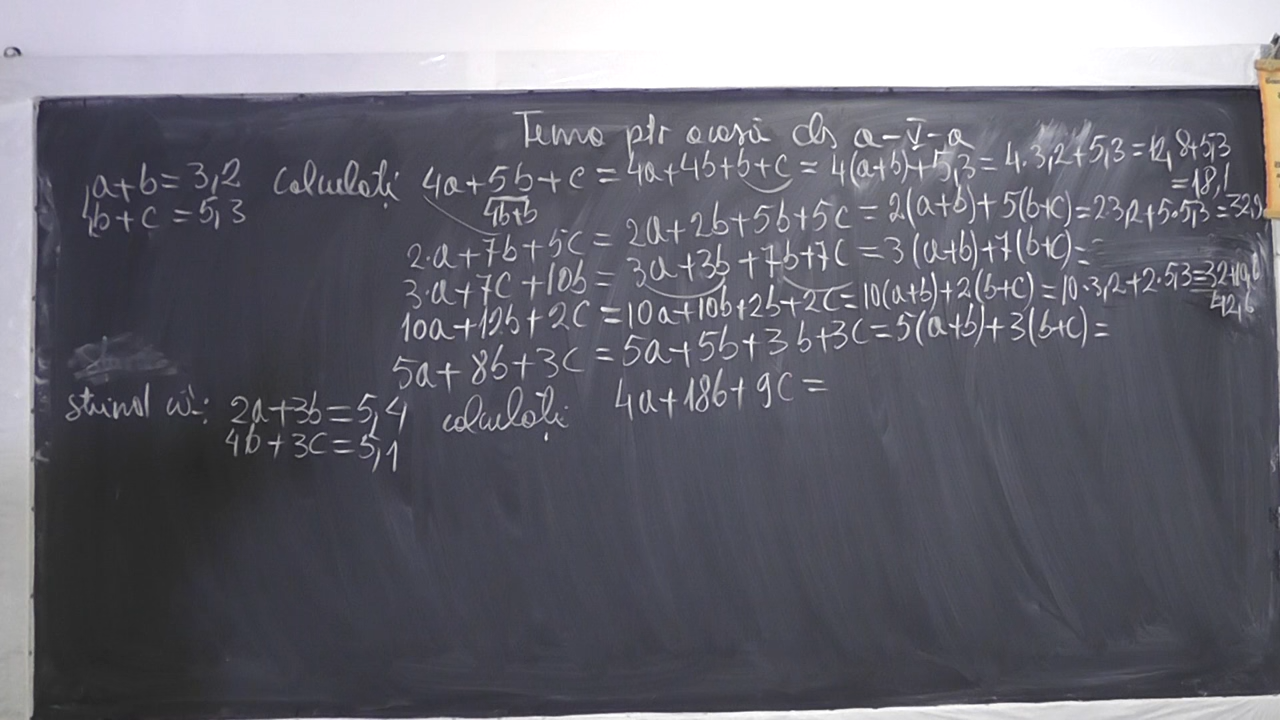 Tema ptr acasă cls a-V-a
a+b=3,2 calculați 4a+5b+c = 4a+4b+b+c = 4(a+b)+5,3 = 4·3,2+5,3 = 12,8+5,3
=18,1
b+c=5,3
4b+b
2·a+7b+5c = 2a+2b+5b+5c = 2(a+b)+5(b+c)=23,2+5·5,3=32,9
3·a+7c+10b = 3a+3b+7b+7c = 3(a+b)+7(b+c)=
10a+12b+2c=10a+10b+2b+2c=10(a+b)+2(b+c)=10·3,2+2·5,3=32+10,6
42,6
5a+8b+3c = 5a+5b+3b+3c=5(a+b)+3(b+c)=
știind că: 2a+3b=5,4 calculați 4a+18b+9c=
4b+3c=5,1